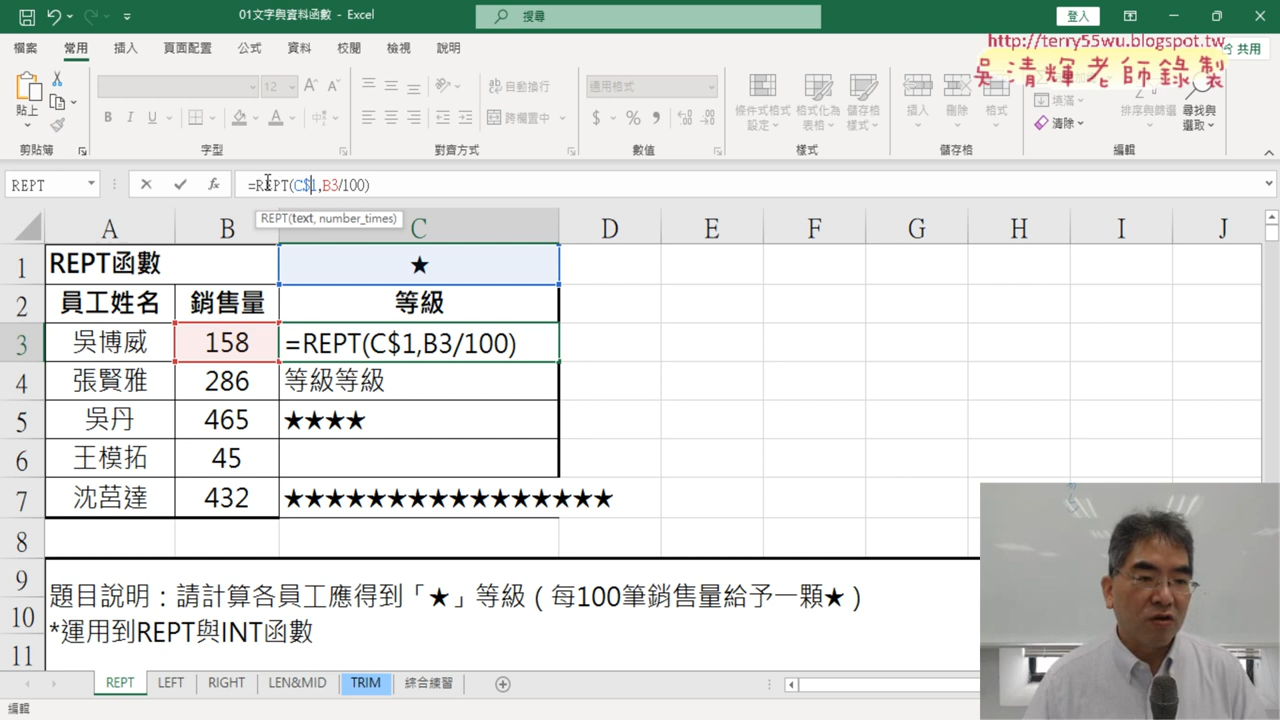 01文字與資料函數 - Excel
搜尋
登入
http://terry55wu.blogspot.tw
吳清輝老師錄製
共用
檔案 常用 插入 頁面配置 公式 資料 校閱 檢視 說明
貼上
剪貼簿
12
B I U
字型
自動換行
跨欄置中
對齊方式
通用格式
$ %
數值
條件式格式設定
格式化為表格
儲存格樣式
樣式
插入 刪除 格式
儲存格
填滿
清除
排序與篩選
尋找與選取
編輯
REPT
fx
=REPT(C$1,B3/100)
REPT(text, number_times)
A B C D E F G H I J
1 REPT函數 ★
2 員工姓名 銷售量 等級
3 吳博威 158 =REPT(C$1,B3/100)
4 張賢雅 286 等級等級
5 吳丹 465 ★★★★
6 王模拓 45
7 沈莒達 432 ★★★★★★★★★★★★★★★★
8
9
10 題目說明：請計算各員工應得到「★」等級（每100筆銷售量給予一顆★）
*運用到REPT與INT函數
11
REPT LEFT RIGHT LEN&MID TRIM 綜合練習
編輯